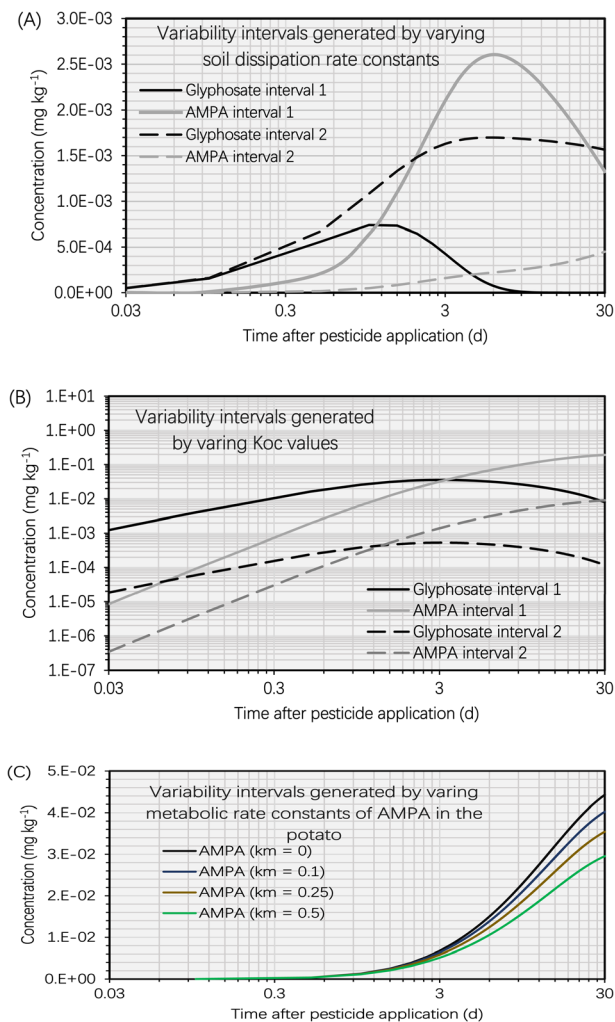 (A)
3.0E-03
2.5E-03
1.5E-03
1.5E-03
5.0E-04
0.0E+00
Concentration (mg kg⁻¹)
Variability intervals generated by varying
soil dissipation rate constants
Glyphosate interval 1
AMPA interval 1
Glyphosate interval 2
AMPA interval 2
0.03 0.3 3 30
Time after pesticide application (d)
(B)
1.E+01
1.E+00
1.E-01
1.E-02
1.E-03
1.E-04
1.E-05
1.E-06
1.E-07
Concentration (mg kg⁻¹)
Variability intervals generated
by varing Koc values
Glyphosate interval 1
AMPA interval 1
Glyphosate interval 2
AMPA interval 2
0.03 0.3 3 30
Time after pesticide application (d)
(C)
5.E-02
4.E-02
3.E-02
2.E-02
1.E-02
0.E+00
Concentration (mg kg⁻¹)
Variability intervals generated by varing
metabolic rate constants of AMPA in the
potato
AMPA (km = 0)
AMPA (km = 0.1)
AMPA (km = 0.25)
AMPA (km = 0.5)
0.03 0.3 3 30
Time after pesticide application (d)